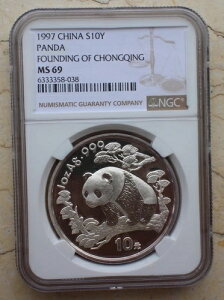 1997 CHINA S10Y
PANDA
FOUNDING OF CHONGQING
MS 69
6333358-038
NUMISMATIC GUARANTY COMPANY
NGC
1oz Ag .999
10元